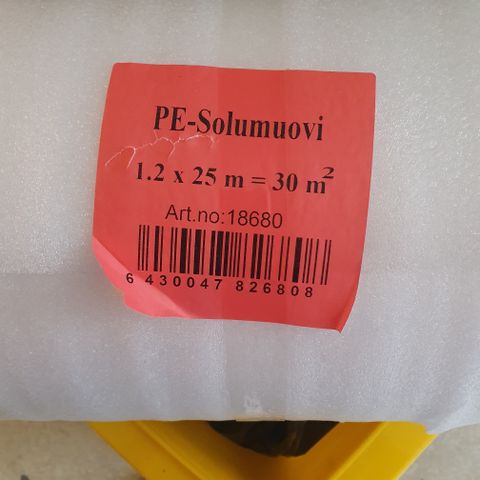 PE-Solumuovi
1.2 x 25 m = 30 m²
Art.no:18680
6 430047 826808